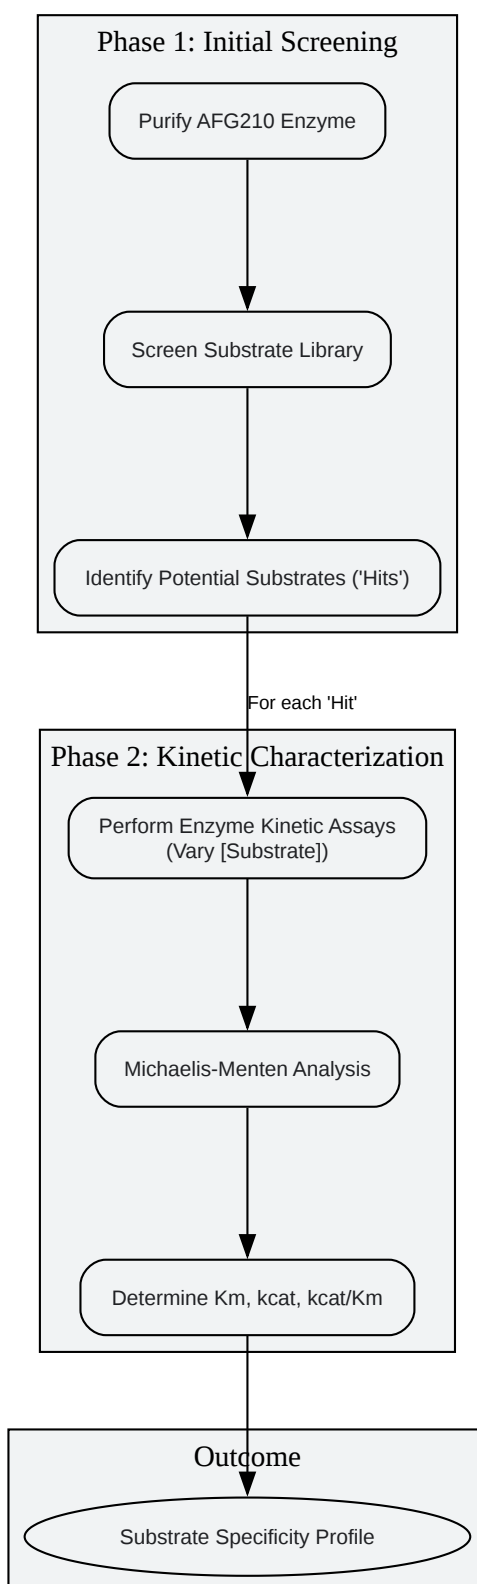 Phase 1: Initial Screening
Purify AFG210 Enzyme
Screen Substrate Library
Identify Potential Substrates ('Hits')
For each 'Hit'
Phase 2: Kinetic Characterization
Perform Enzyme Kinetic Assays
(Vary [Substrate])
Michaelis-Menten Analysis
Determine Km, kcat, kcat/Km
Outcome
Substrate Specificity Profile